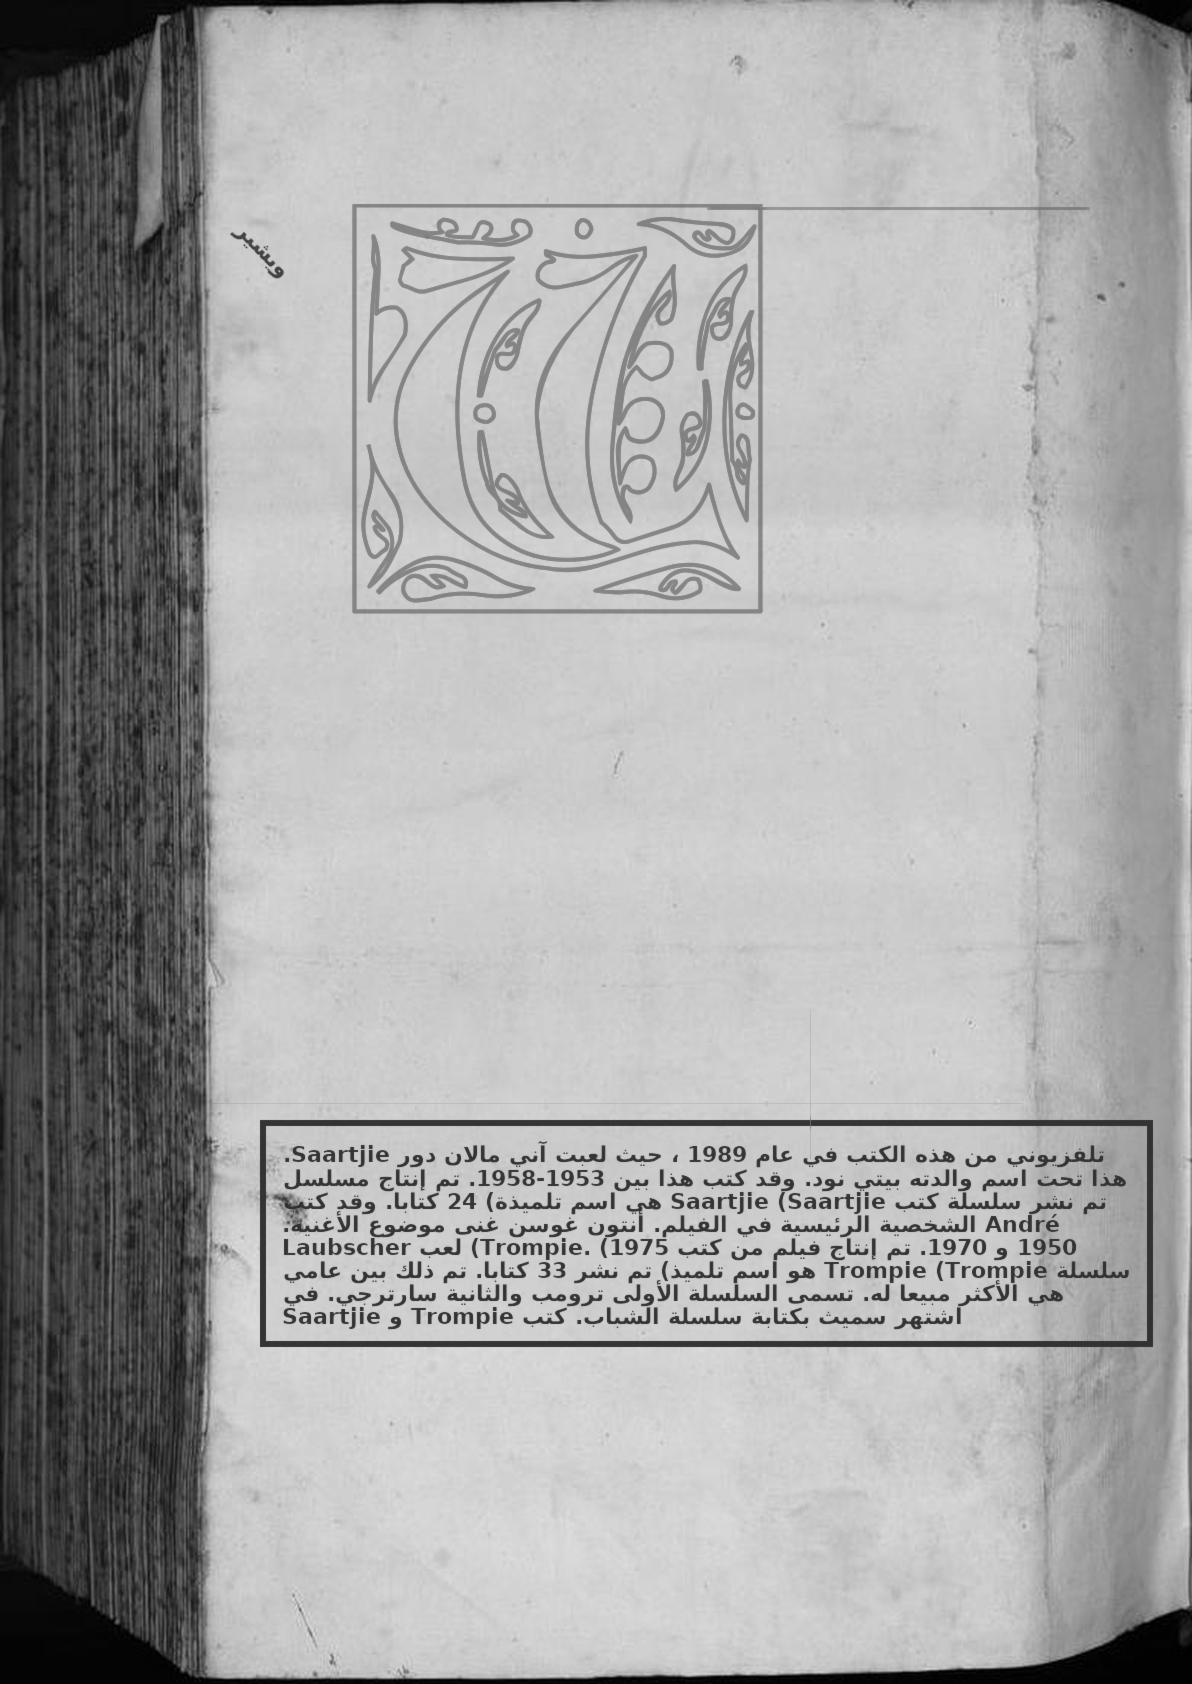 وبشير
تلفزيوني من هذه الكتب في عام 1989 ، حيث لعبت آني مالان دور Saartjie.
هذا تحت اسم والدته بيتي نود. وقد كتب هذا بين 1953-1958. تم إنتاج مسلسل
تم نشر سلسلة كتب Saartjie (Saartjie هي اسم تلميذة) 24 كتابا. وقد كتب
André الشخصية الرئيسية في الفيلم. أنتون غوسن غنى موضوع الأغنية.
1950 و 1970. تم إنتاج فيلم من كتب Trompie. (1975) لعب Laubscher
سلسلة Trompie (Trompie هو اسم تلميذ) تم نشر 33 كتابا. تم ذلك بين عامي
هي الأكثر مبيعا له. تسمى السلسلة الأولى ترومب والثانية سارترجي. في
اشتهر سميث بكتابة سلسلة الشباب. كتب Trompie و Saartjie